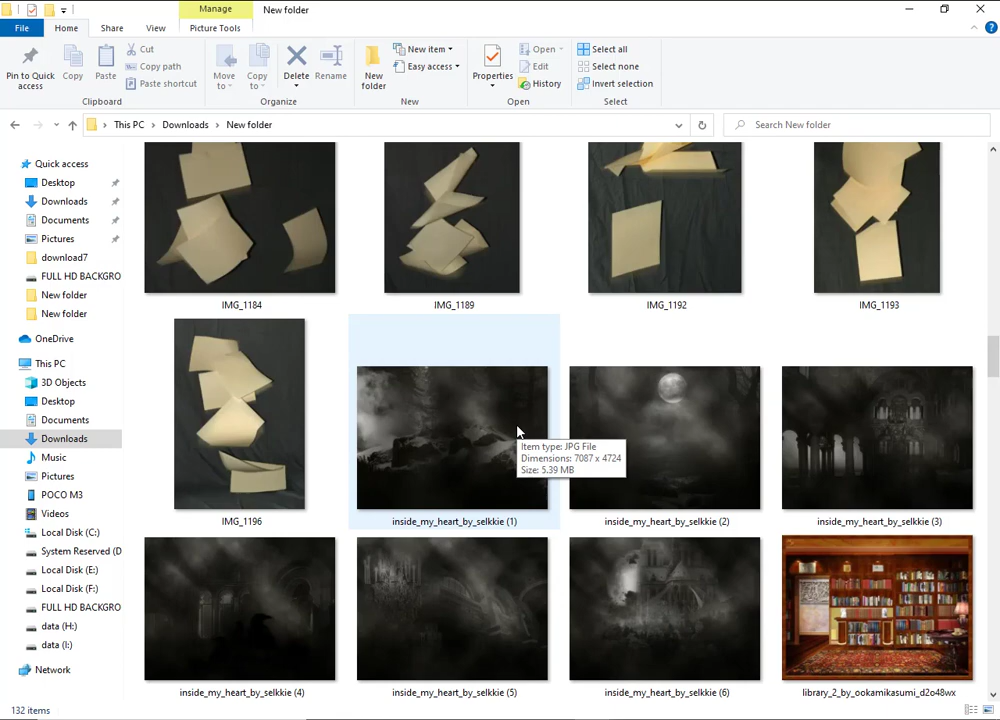 Manage
New folder
File
Home
Share
View
Picture Tools
Pin to Quick access
Copy
Paste
Cut
Copy path
Paste shortcut
Clipboard
Move to
Copy to
Delete
Rename
Organize
New folder
New item
Easy access
New
Properties
Open
Edit
History
Open
Select all
Select none
Invert selection
Select
This PC > Downloads > New folder
Search New folder
Quick access
Desktop
Downloads
Documents
Pictures
download7
FULL HD BACKGRO
New folder
New folder
OneDrive
This PC
3D Objects
Desktop
Documents
Downloads
Music
Pictures
POCO M3
Videos
Local Disk (C:)
System Reserved (D
Local Disk (E:)
Local Disk (F:)
FULL HD BACKGRO
data (H:)
data (I:)
Network
IMG_1184
IMG_1189
IMG_1192
IMG_1193
IMG_1196
inside_my_heart_by_selkkie (1)
inside_my_heart_by_selkkie (2)
inside_my_heart_by_selkkie (3)
Item type: JPG File
Dimensions: 7087 x 4724
Size: 5.39 MB
inside_my_heart_by_selkkie (4)
inside_my_heart_by_selkkie (5)
inside_my_heart_by_selkkie (6)
library_2_by_ookamikasumi_d2o48wx
132 items